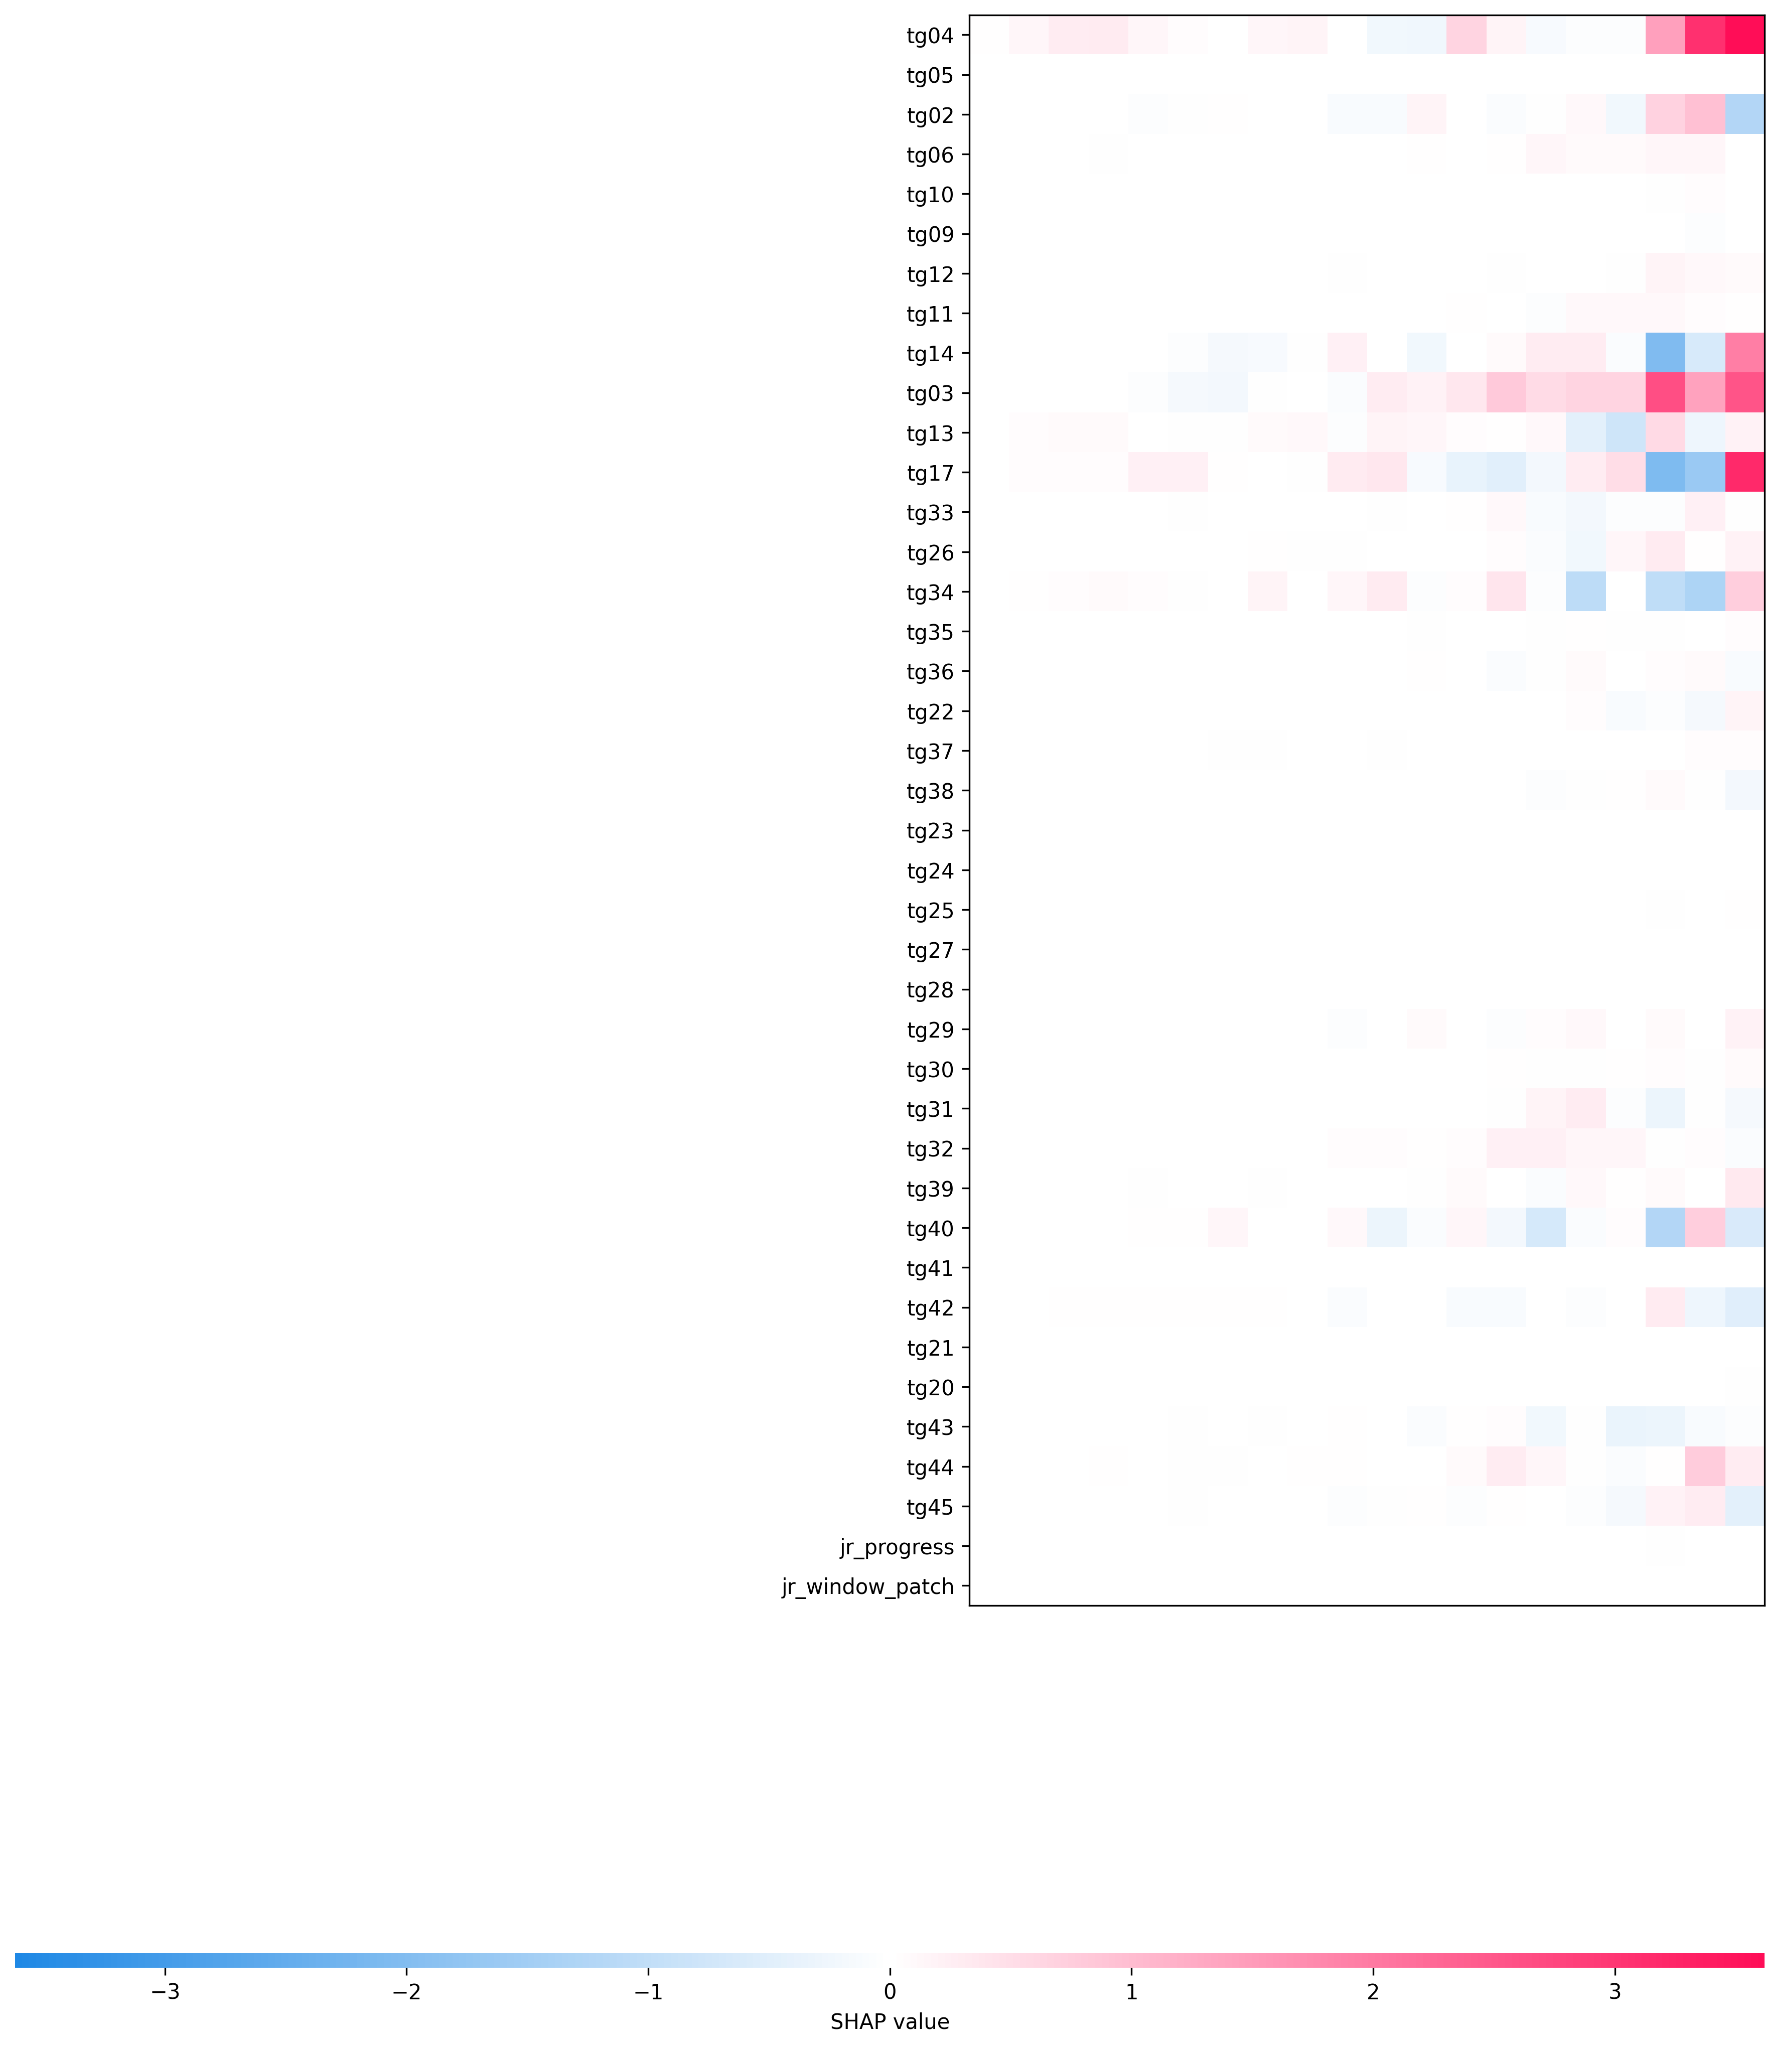 tg04
tg05
tg02
tg06
tg10
tg09
tg12
tg11
tg14
tg03
tg13
tg17
tg33
tg26
tg34
tg35
tg36
tg22
tg37
tg38
tg23
tg24
tg25
tg27
tg28
tg29
tg30
tg31
tg32
tg39
tg40
tg41
tg42
tg21
tg20
tg43
tg44
tg45
jr_progress
jr_window_patch
−3 −2 −1 0 1 2 3
SHAP value